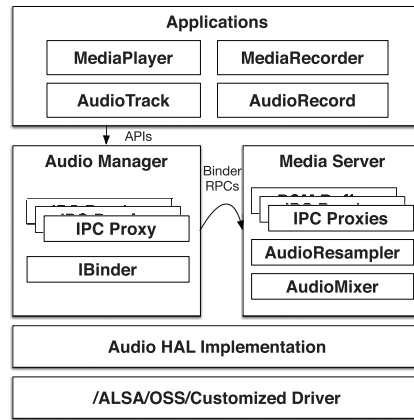 Applications
MediaPlayer
MediaRecorder
AudioTrack
AudioRecord
APIs
Audio Manager
IPC Proxy
IBinder
Binder
RPCs
Media Server
IPC Proxies
AudioResampler
AudioMixer
Audio HAL Implementation
/ALSA/OSS/Customized Driver